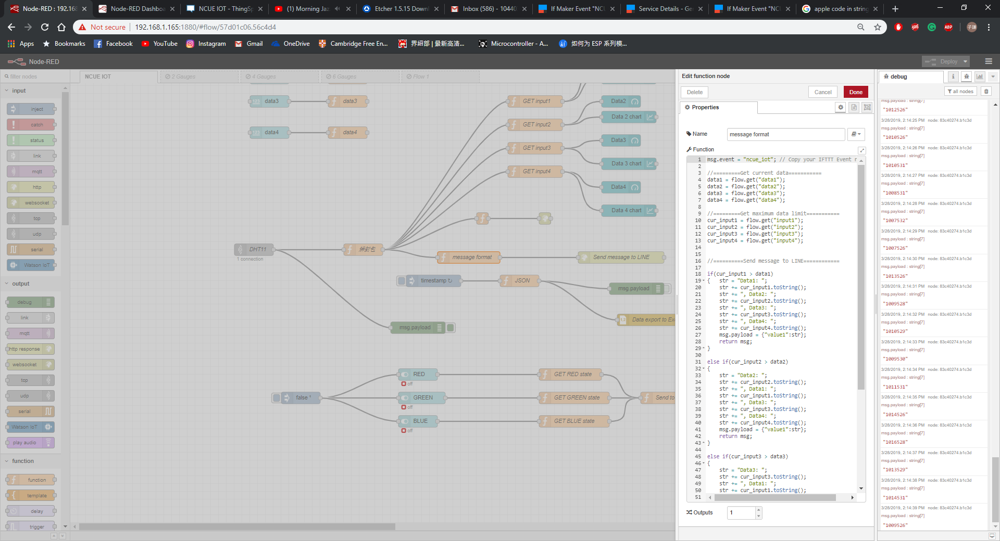 Node-RED : 192.168
Node-RED Dashboa
NCUE IOT - ThingSp
(1) Morning Jaz
Etcher 1.5.15 Downl
Inbox (586) - 10440
If Maker Event "NCU
Service Details - Ge
If Maker Event "NCU
apple code in string
Not secure
192.168.1.165:1880/#flow/57d01c06.56c4d4
Apps
Bookmarks
Facebook
YouTube
Instagram
Gmail
OneDrive
Cambridge Free En...
界绍部 | 最新高清...
Microcontroller - A...
如何为 ESP 系列模...
Node-RED
Deploy
filter nodes
input
inject
catch
status
link
mqtt
http
websocket
tcp
udp
serial
Watson IoT
output
debug
link
mqtt
http response
websocket
tcp
udp
serial
Watson IoT
play audio
function
function
template
delay
trigger
NCUE IOT
2 Gauges
4 Gauges
6 Gauges
Flow 1
data3
data3
data4
data4
GET input1
GET input2
GET input3
GET input4
Data2
Data 2 chart
Data3
Data 3 chart
Data4
Data 4 chart
DHT11
1 connection
解封包
message format
Send message to LINE
timestamp ↻
JSON
msg.payload
Data export to Exc
msg.payload
RED
off
GET RED state
false ¹
GREEN
off
GET GREEN state
Send to
BLUE
off
GET BLUE state
Edit function node
Delete
Cancel
Done
Properties
Name
message format
Function
1 msg.event = "ncue_iot"; // Copy your IFTTT Event n
2
3 //=========Get current data===========
4 data1 = flow.get("data1");
5 data2 = flow.get("data2");
6 data3 = flow.get("data3");
7 data4 = flow.get("data4");
8
9 //=========Get maximum data limit===========
10 cur_input1 = flow.get("input1");
11 cur_input2 = flow.get("input2");
12 cur_input3 = flow.get("input3");
13 cur_input4 = flow.get("input4");
14
15
16 //==========Send message to LINE============
17
18 if(cur_input1 > data1)
19 { str = "Data1: ";
20 str += cur_input1.toString();
21 str += ", Data2: ";
22 str += cur_input2.toString();
23 str += ", Data3: ";
24 str += cur_input3.toString();
25 str += ", Data4: ";
26 str += cur_input4.toString();
27 msg.payload = {"value1":str};
28 return msg;
29 }
30
31 else if(cur_input2 > data2)
32 {
33 str = "Data2: ";
34 str += cur_input2.toString();
35 str += ", Data1: ";
36 str += cur_input1.toString();
37 str += ", Data3: ";
38 str += cur_input3.toString();
39 str += ", Data4: ";
40 str += cur_input4.toString();
41 msg.payload = {"value1":str};
42 return msg;
43 }
44
45 else if(cur_input3 > data3)
46 {
47 str = "Data3: ";
48 str += cur_input3.toString();
49 str += ", Data1: ";
50 str += cur_input1.toString();
51
Outputs
1
debug
all nodes
msg.payload : string[7]
"1012526"
3/28/2019, 2:14:25 PM node: 83c40274.b1c3d
msg.payload : string[7]
"1010526"
3/28/2019, 2:14:26 PM node: 83c40274.b1c3d
msg.payload : string[7]
"1010531"
3/28/2019, 2:14:27 PM node: 83c40274.b1c3d
msg.payload : string[7]
"1008531"
3/28/2019, 2:14:28 PM node: 83c40274.b1c3d
msg.payload : string[7]
"1007532"
3/28/2019, 2:14:29 PM node: 83c40274.b1c3d
msg.payload : string[7]
"1007526"
3/28/2019, 2:14:30 PM node: 83c40274.b1c3d
msg.payload : string[7]
"1013526"
3/28/2019, 2:14:31 PM node: 83c40274.b1c3d
msg.payload : string[7]
"1009528"
3/28/2019, 2:14:32 PM node: 83c40274.b1c3d
msg.payload : string[7]
"1010529"
3/28/2019, 2:14:33 PM node: 83c40274.b1c3d
msg.payload : string[7]
"1009530"
3/28/2019, 2:14:34 PM node: 83c40274.b1c3d
msg.payload : string[7]
"1011531"
3/28/2019, 2:14:35 PM node: 83c40274.b1c3d
msg.payload : string[7]
"1014526"
3/28/2019, 2:14:36 PM node: 83c40274.b1c3d
msg.payload : string[7]
"1016528"
3/28/2019, 2:14:37 PM node: 83c40274.b1c3d
msg.payload : string[7]
"1013529"
3/28/2019, 2:14:38 PM node: 83c40274.b1c3d
msg.payload : string[7]
"1014531"
3/28/2019, 2:14:39 PM node: 83c40274.b1c3d
msg.payload : string[7]
"1009526"